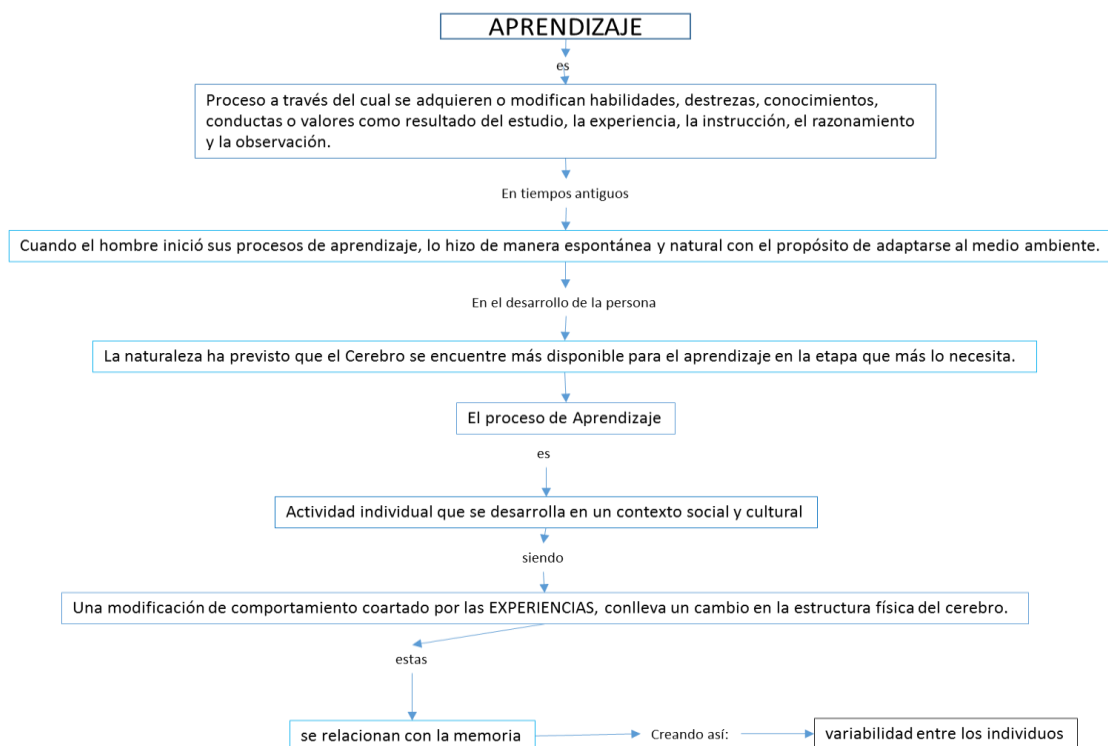 APRENDIZAJE
es
Proceso a través del cual se adquieren o modifican habilidades, destrezas, conocimientos,
conductas o valores como resultado del estudio, la experiencia, la instrucción, el razonamiento
y la observación.
En tiempos antiguos
Cuando el hombre inició sus procesos de aprendizaje, lo hizo de manera espontánea y natural con el propósito de adaptarse al medio ambiente.
En el desarrollo de la persona
La naturaleza ha previsto que el Cerebro se encuentre más disponible para el aprendizaje en la etapa que más lo necesita.
El proceso de Aprendizaje
es
Actividad individual que se desarrolla en un contexto social y cultural
siendo
Una modificación de comportamiento coartado por las EXPERIENCIAS, conlleva un cambio en la estructura física del cerebro.
estas
se relacionan con la memoria
Creando así:
variabilidad entre los individuos